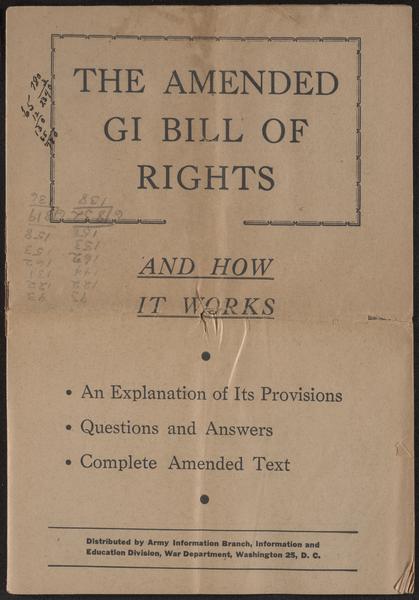 THE AMENDED
GI BILL OF
RIGHTS
AND HOW
IT WORKS
• An Explanation of Its Provisions
• Questions and Answers
• Complete Amended Text
Distributed by Army Information Branch, Information and
Education Division, War Department, Washington 25, D. C.